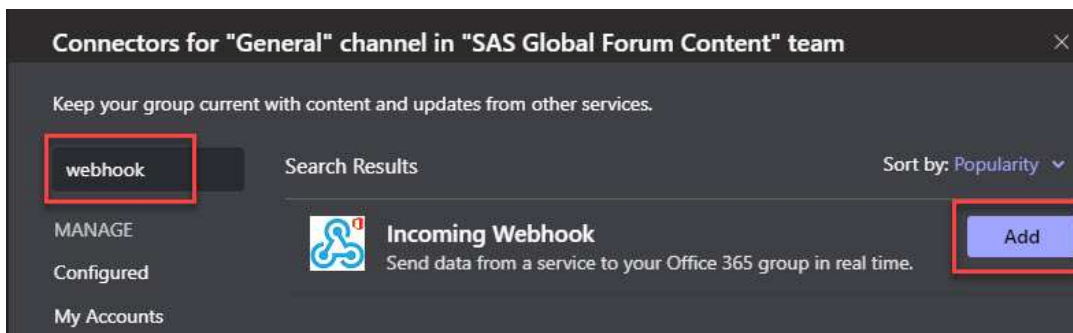 Connectors for "General" channel in "SAS Global Forum Content" team
Keep your group current with content and updates from other services.
webhook
Search Results
Sort by: Popularity
MANAGE
Incoming Webhook
Add
Send data from a service to your Office 365 group in real time.
Configured
My Accounts